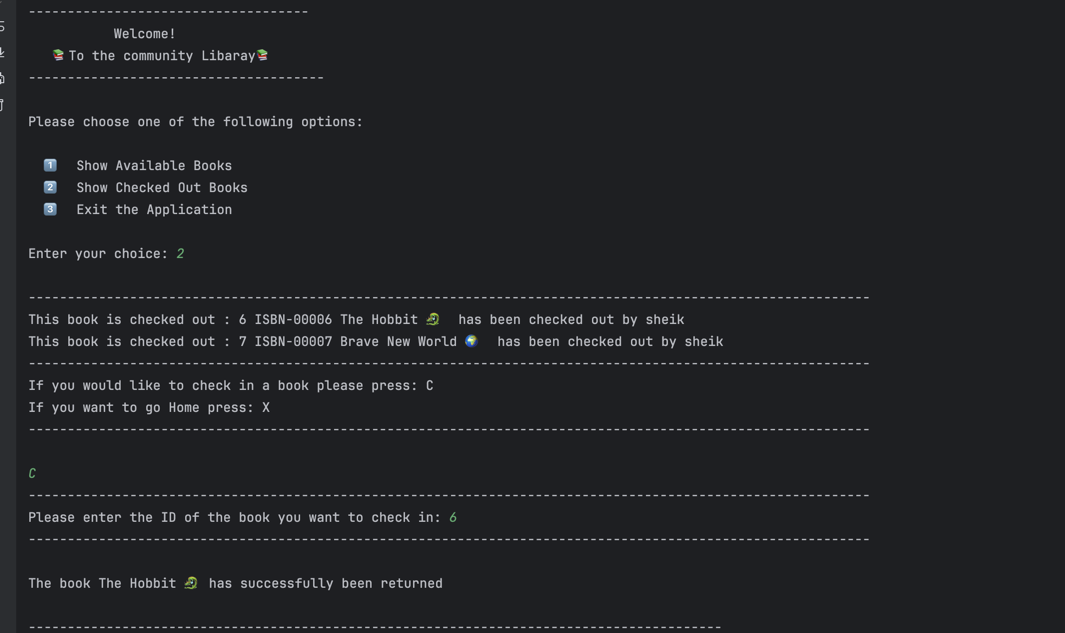 ------------------------------------
Welcome!
📚To the community Libaray📚
--------------------------------------
Please choose one of the following options:
1️⃣ Show Available Books
2️⃣ Show Checked Out Books
3️⃣ Exit the Application
Enter your choice: 2
------------------------------------------------------------------------------------------------------------
This book is checked out : 6 ISBN-00006 The Hobbit 🐉 has been checked out by sheik
This book is checked out : 7 ISBN-00007 Brave New World 🌍 has been checked out by sheik
------------------------------------------------------------------------------------------------------------
If you would like to check in a book please press: C
If you want to go Home press: X
------------------------------------------------------------------------------------------------------------
C
------------------------------------------------------------------------------------------------------------
Please enter the ID of the book you want to check in: 6
------------------------------------------------------------------------------------------------------------
The book The Hobbit 🐉 has successfully been returned
-----------------------------------------------------------------------------------------